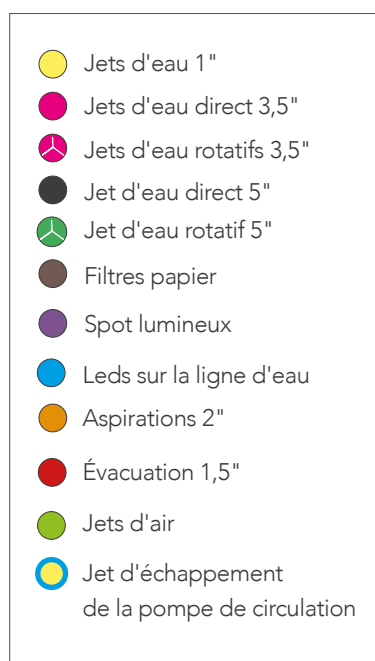 Jets d'eau 1"
Jets d'eau direct 3,5"
Jets d'eau rotatifs 3,5"
Jet d'eau direct 5"
Jet d'eau rotatif 5"
Filtres papier
Spot lumineux
Leds sur la ligne d'eau
Aspirations 2"
Évacuation 1,5"
Jets d'air
Jet d'échappement
de la pompe de circulation